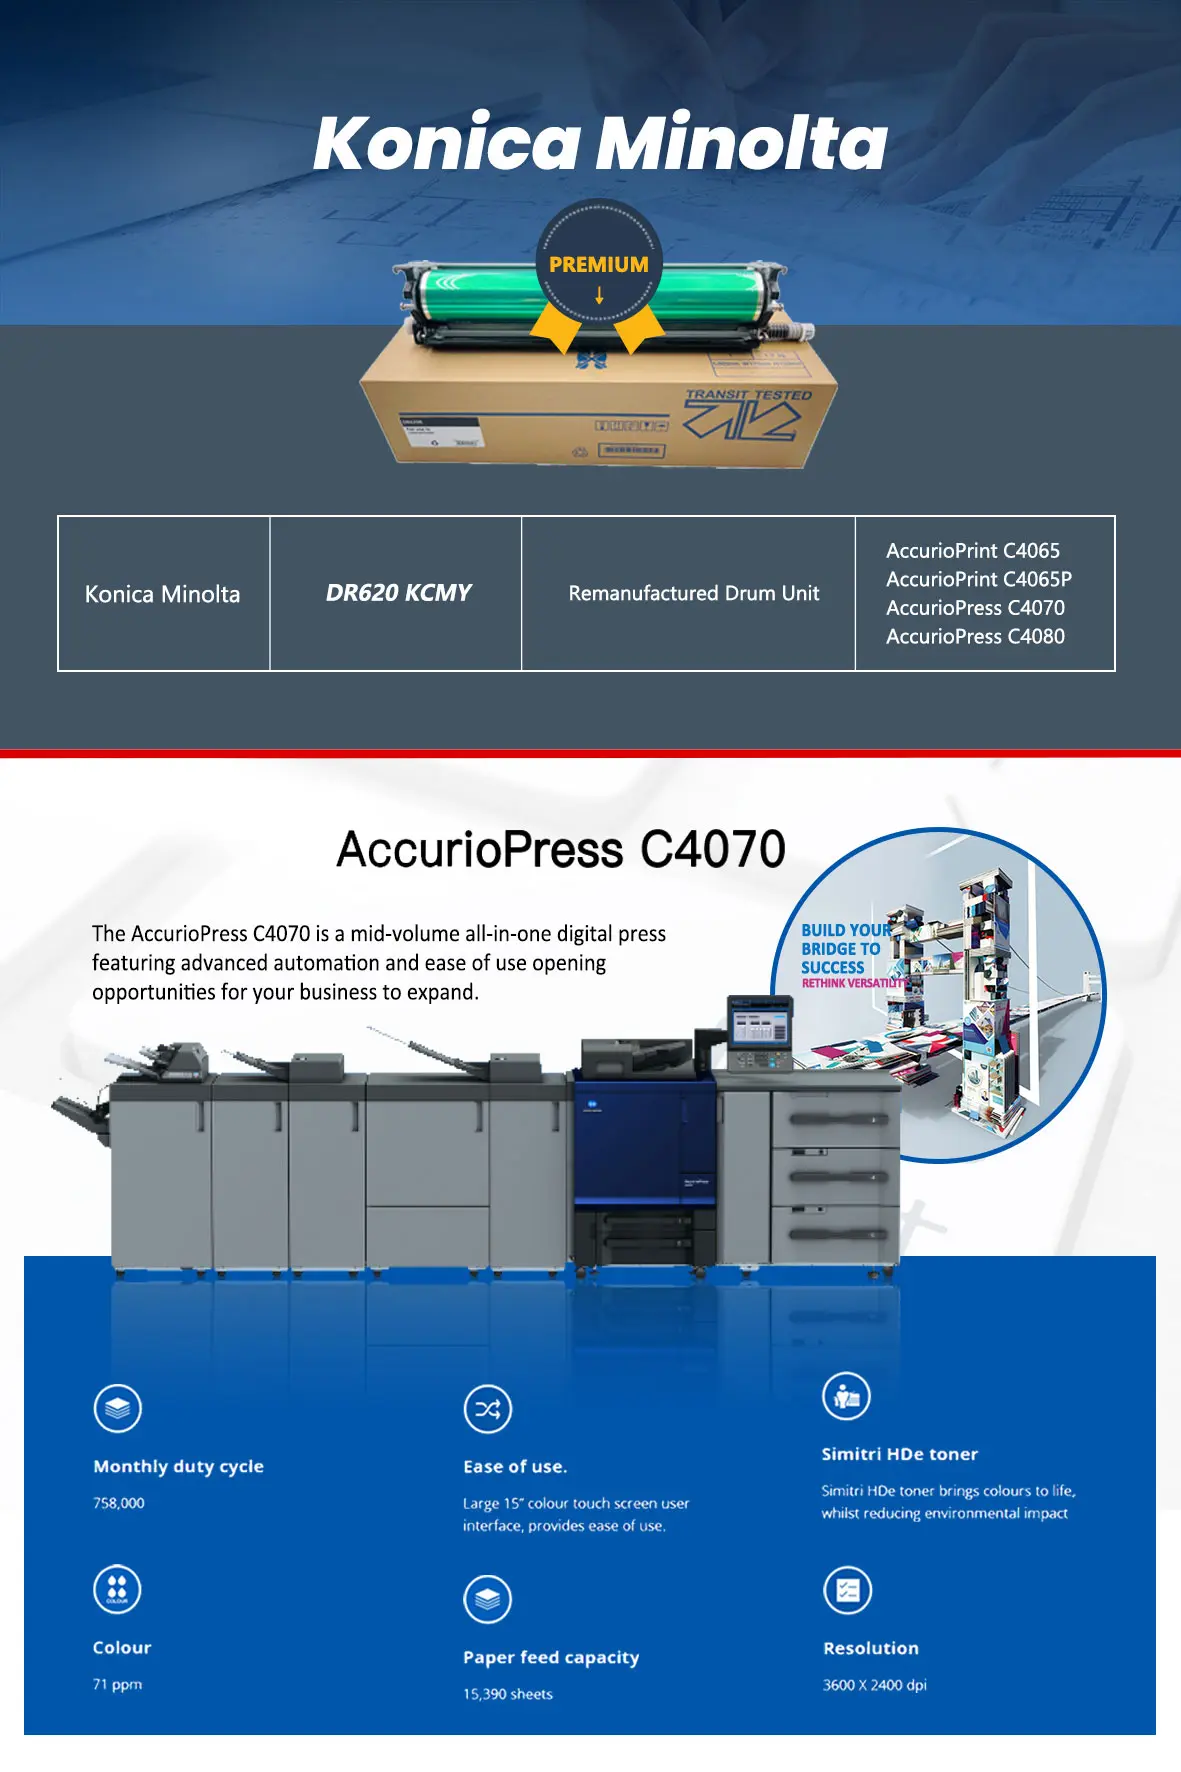 Konica Minolta
PREMIUM
TRANSIT TESTED
Konica Minolta
DR620 KCMY
Remanufactured Drum Unit
AccurioPrint C4065
AccurioPrint C4065P
AccurioPress C4070
AccurioPress C4080
AccurioPress C4070
The AccurioPress C4070 is a mid-volume all-in-one digital press
featuring advanced automation and ease of use opening
opportunities for your business to expand.
BUILD YOUR
BRIDGE TO
SUCCESS
RETHINK VERSATILITY
Monthly duty cycle
758,000
Ease of use.
Large 15” colour touch screen user
interface, provides ease of use.
Simitri HDe toner
Simitri HDe toner brings colours to life,
whilst reducing environmental impact
COLOUR
Colour
71 ppm
Paper feed capacity
15,390 sheets
Resolution
3600 X 2400 dpi